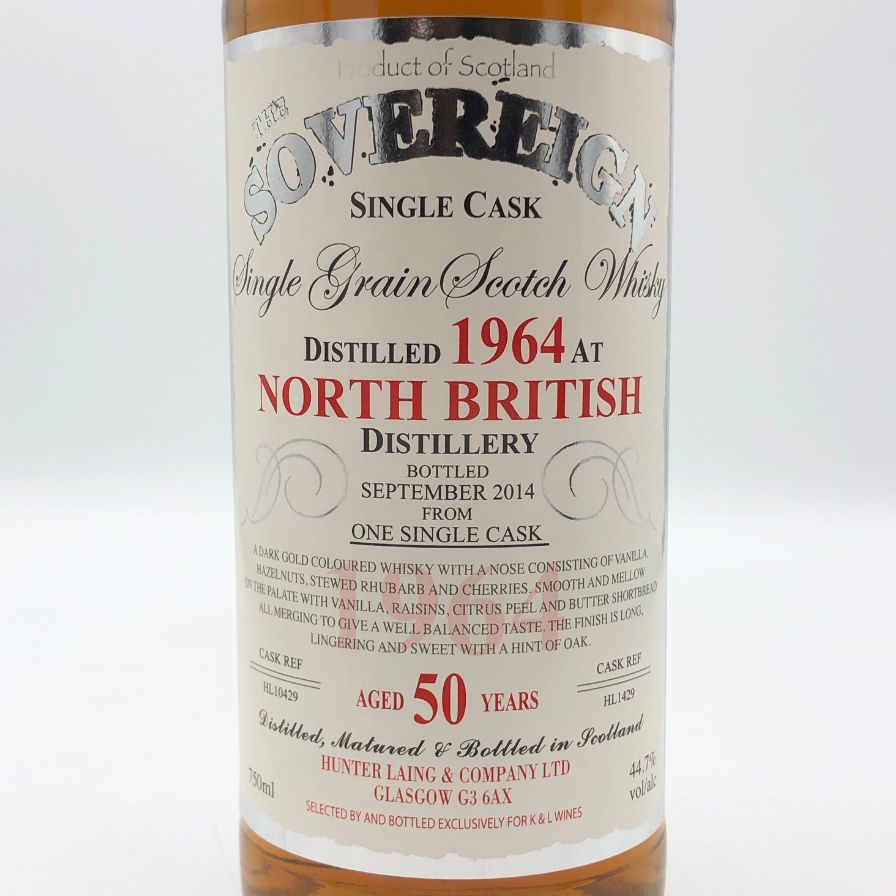 Product of Scotland
THE
SOVEREIGN
SINGLE CASK
Single Grain Scotch Whisky
DISTILLED 1964 AT
NORTH BRITISH
DISTILLERY
BOTTLED
SEPTEMBER 2014
FROM
ONE SINGLE CASK
1964
A DARK GOLD COLOURED WHISKY WITH A NOSE CONSISTING OF VANILLA,
HAZELNUTS, STEWED RHUBARB AND CHERRIES. SMOOTH AND MELLOW
ON THE PALATE WITH VANILLA, RAISINS, CITRUS PEEL AND BUTTER SHORTBREAD
ALL MERGING TO GIVE A WELL BALANCED TASTE. THE FINISH IS LONG,
LINGERING AND SWEET WITH A HINT OF OAK.
CASK REF
HL10429
CASK REF
HL1429
AGED 50 YEARS
Distilled, Matured & Bottled in Scotland
HUNTER LAING & COMPANY LTD
GLASGOW G3 6AX
750ml
44.7%
vol/alc
SELECTED BY AND BOTTLED EXCLUSIVELY FOR K & L WINES